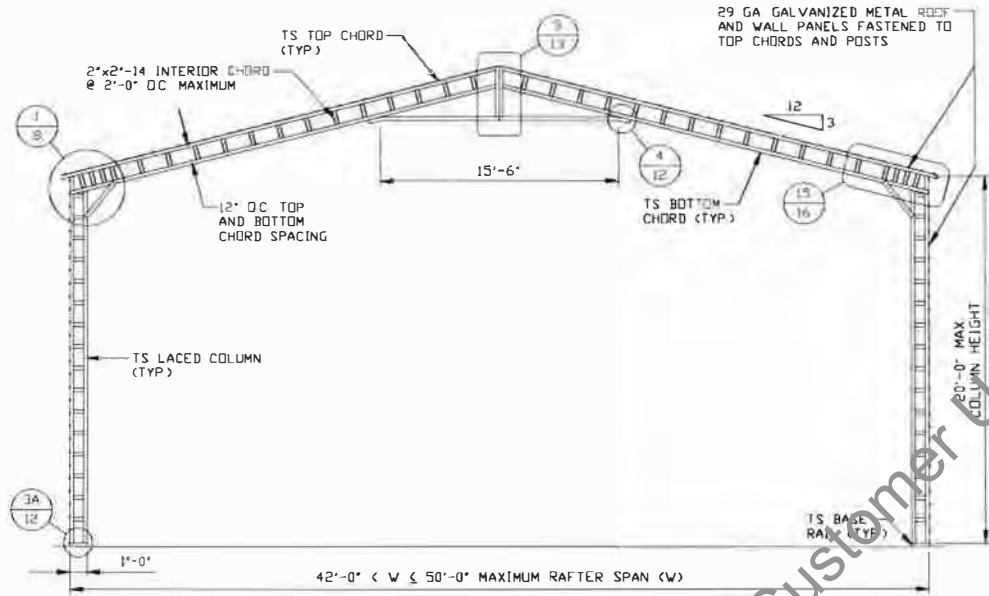 29 GA GALVANIZED METAL ROOF
AND WALL PANELS FASTENED TO
TOP CHORDS AND POSTS
TS TOP CHORD
(TYP.)
9
13
2"x2"-14 INTERIOR CHORD
@ 2'-0" OC MAXIMUM
1
8
12
3
15'-6"
4
12
12" OC TOP
AND BOTTOM
CHORD SPACING
TS BOTTOM
CHORD (TYP)
15
16
TS LACED COLUMN
(TYP)
20'-0" MAX.
COLUMN HEIGHT
3A
12
TS BASE
(TYP)
1'-0"
42'-0" < W ≤ 50'-0" MAXIMUM RAFTER SPAN (W)
Customer